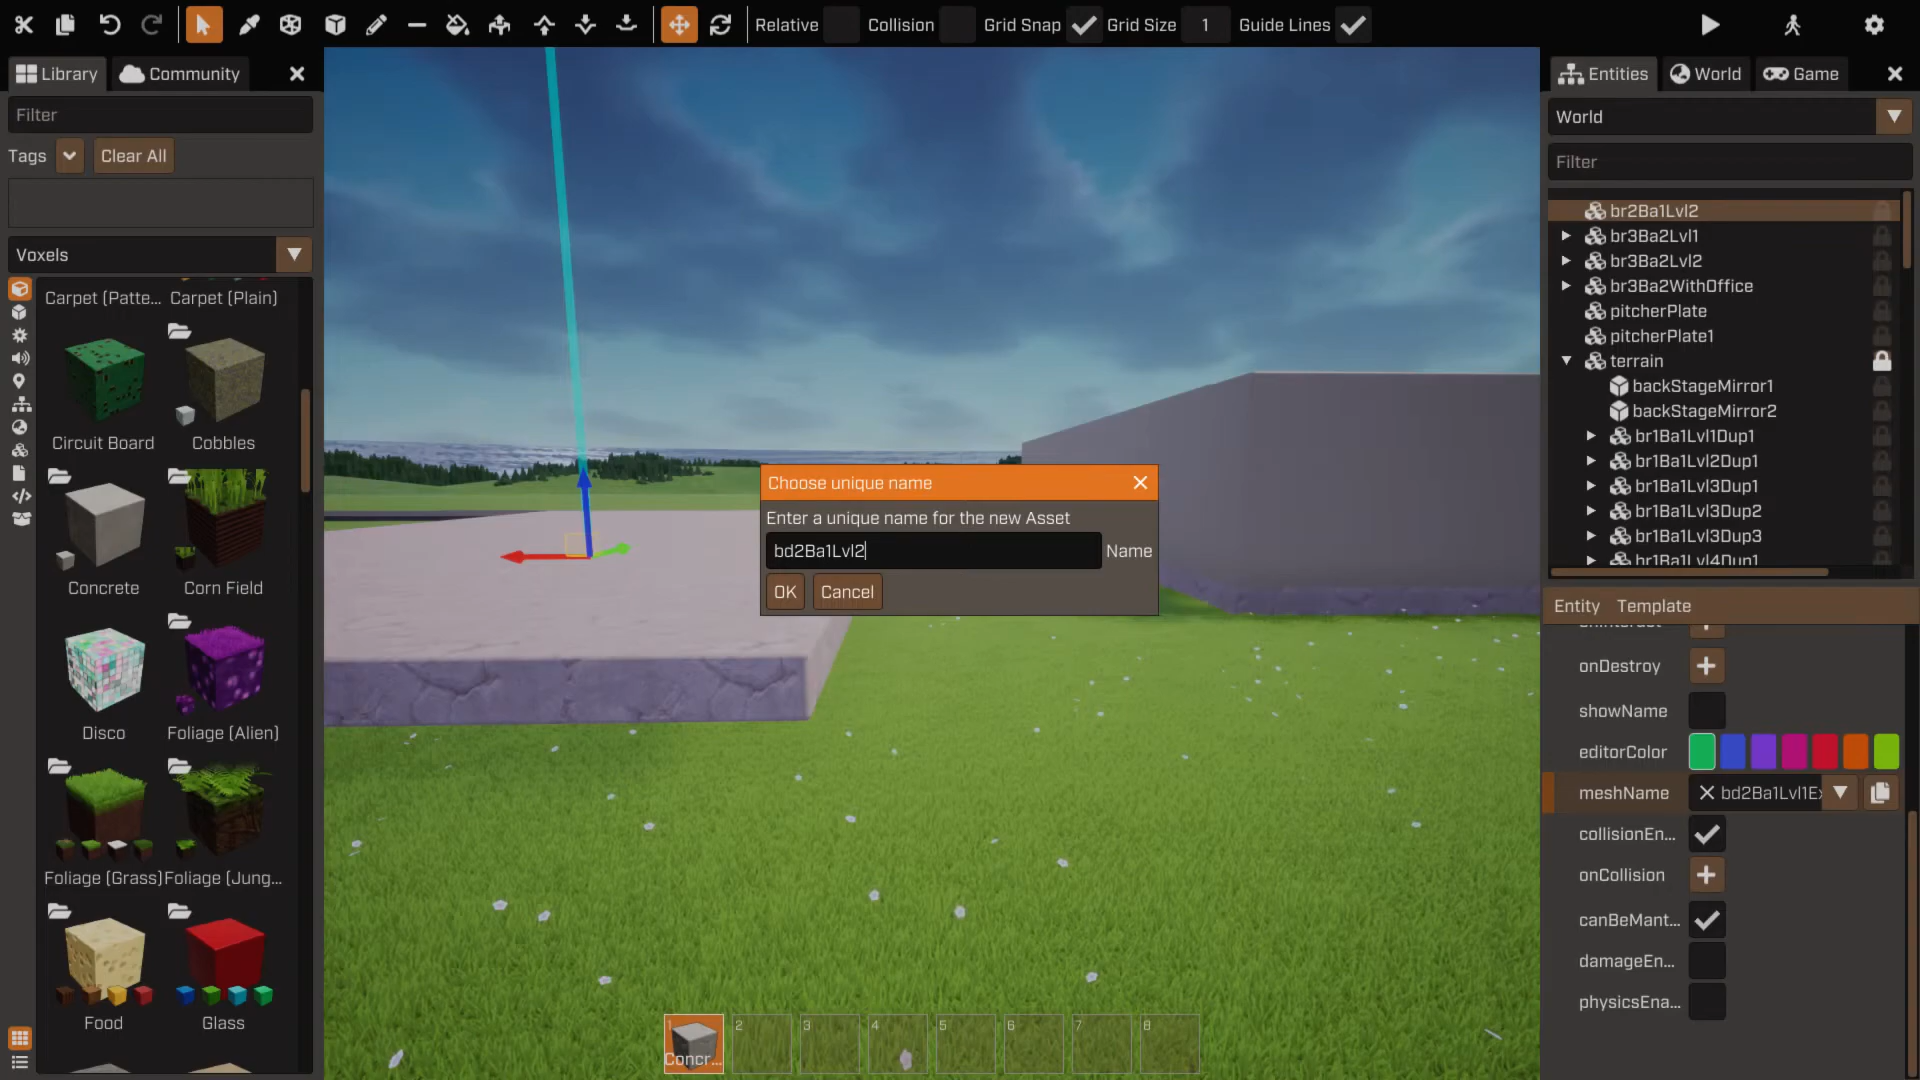 Relative
Collision
Grid Snap
Grid Size
1
Guide Lines
Library
Community
Filter
Tags
Clear All
Voxels
Carpet (Patte...
Carpet (Plain)
Circuit Board
Cobbles
Concrete
Corn Field
Disco
Foliage (Alien)
Foliage (Grass)
Foliage (Jung...
Food
Glass
Choose unique name
Enter a unique name for the new Asset
bd2Ba1Lvl2
Name
OK
Cancel
1
Concr...
2
3
4
5
6
7
8
Entities
World
Game
World
Filter
br2Ba1Lvl2
br3Ba2Lvl1
br3Ba2Lvl2
br3Ba2WithOffice
pitcherPlate
pitcherPlate1
terrain
backStageMirror1
backStageMirror2
br1Ba1Lvl1Dup1
br1Ba1Lvl2Dup1
br1Ba1Lvl3Dup1
br1Ba1Lvl3Dup2
br1Ba1Lvl3Dup3
br1Ba1Lvl4Dup1
Entity
Template
onInteract
onDestroy
showName
editorColor
meshName
bd2Ba1Lvl1Ex
collisionEn...
onCollision
canBeMant...
damageEn...
physicsEna...